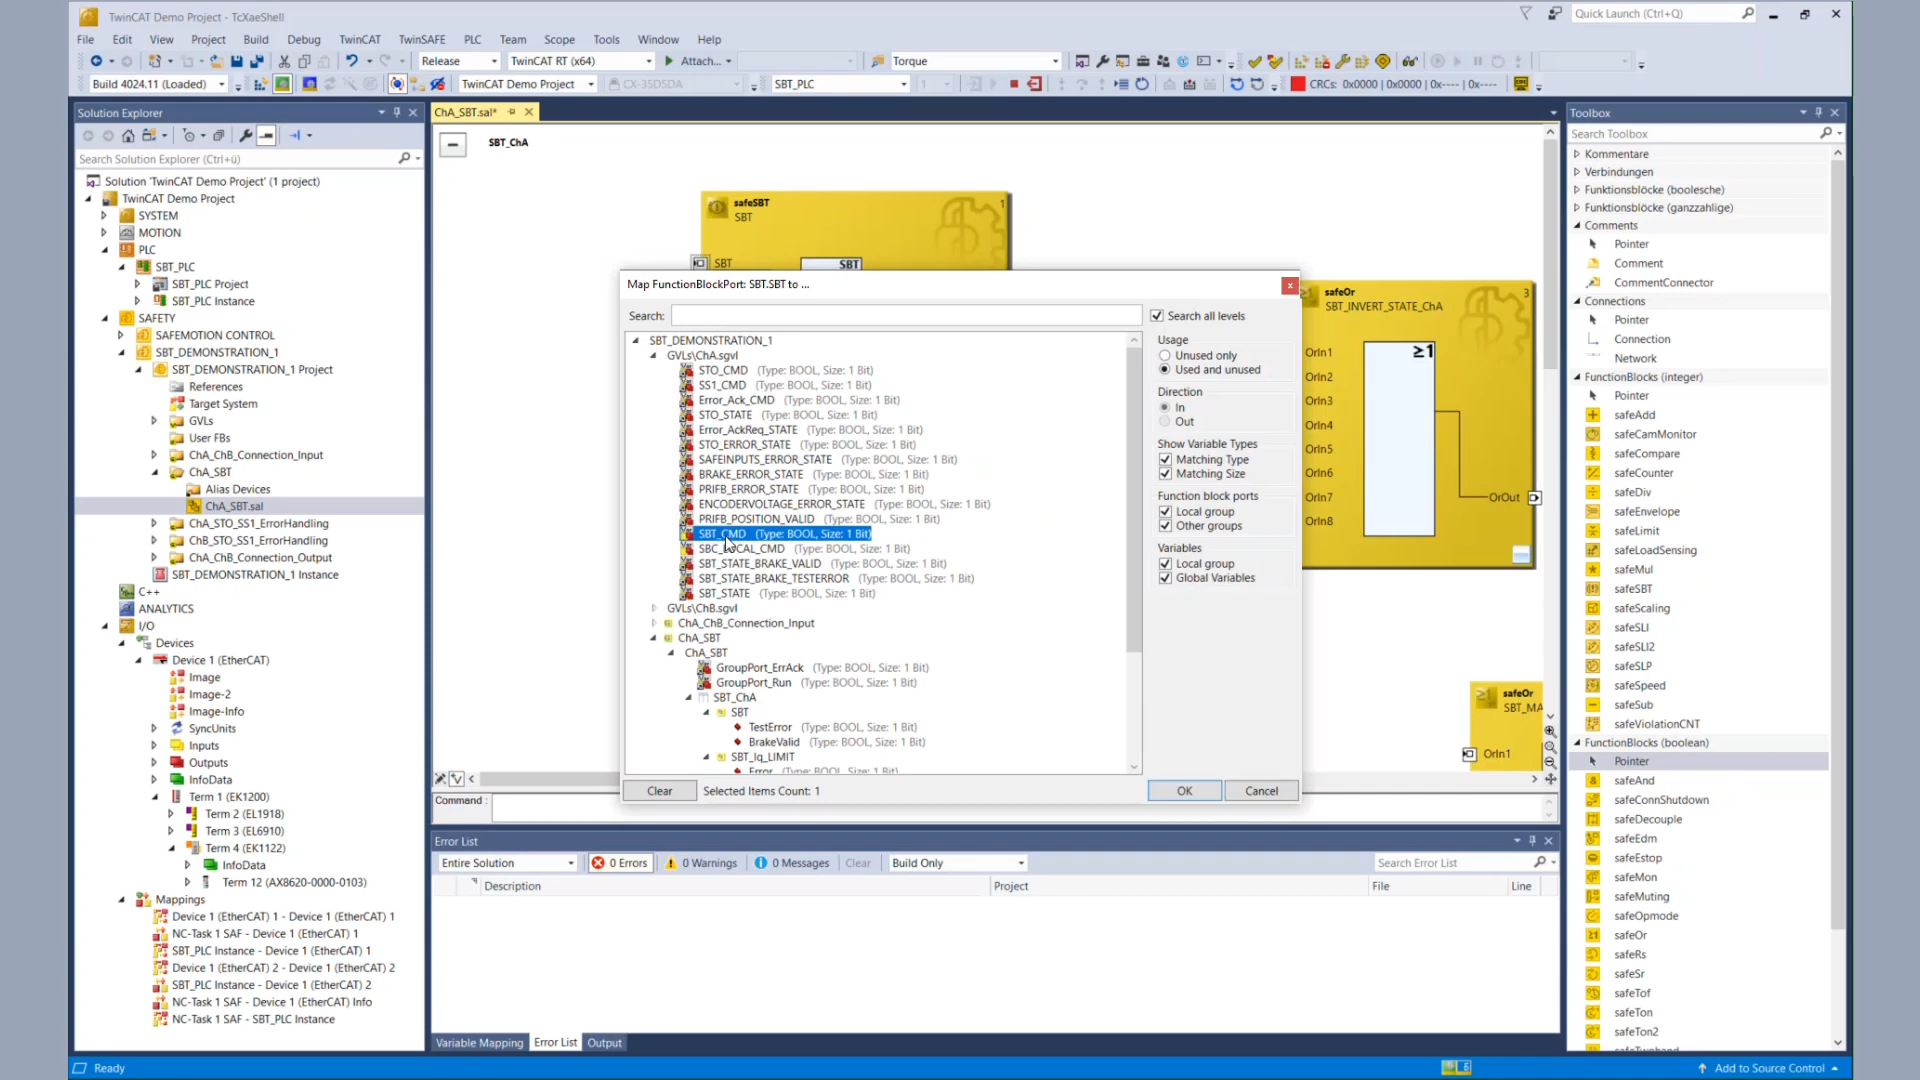 TwinCAT Demo Project - TcXaeShell
Quick Launch (Ctrl+Q)
File Edit View Project Build Debug TwinCAT TwinSAFE PLC Team Scope Tools Window Help
Release TwinCAT RT (x64) Attach... Torque
Build 4024.11 (Loaded) TwinCAT Demo Project CX-35D5DA SBT_PLC 1 CRCs: 0x0000 | 0x0000 | 0x---- | 0x----
Solution Explorer
Search Solution Explorer (Ctrl+ü)
Solution 'TwinCAT Demo Project' (1 project)
TwinCAT Demo Project
SYSTEM
MOTION
PLC
SBT_PLC
SBT_PLC Project
SBT_PLC Instance
SAFETY
SAFEMOTION CONTROL
SBT_DEMONSTRATION_1
SBT_DEMONSTRATION_1 Project
References
Target System
GVLs
User FBs
ChA_ChB_Connection_Input
ChA_SBT
Alias Devices
ChA_SBT.sal
ChA_STO_SS1_ErrorHandling
ChB_STO_SS1_ErrorHandling
ChA_ChB_Connection_Output
SBT_DEMONSTRATION_1 Instance
C++
ANALYTICS
I/O
Devices
Device 1 (EtherCAT)
Image
Image-2
Image-Info
SyncUnits
Inputs
Outputs
InfoData
Term 1 (EK1200)
Term 2 (EL1918)
Term 3 (EL6910)
Term 4 (EK1122)
InfoData
Term 12 (AX8620-0000-0103)
Mappings
Device 1 (EtherCAT) 1 - Device 1 (EtherCAT) 1
NC-Task 1 SAF - Device 1 (EtherCAT) 1
SBT_PLC Instance - Device 1 (EtherCAT) 1
Device 1 (EtherCAT) 2 - Device 1 (EtherCAT) 2
SBT_PLC Instance - Device 1 (EtherCAT) 2
NC-Task 1 SAF - Device 1 (EtherCAT) Info
NC-Task 1 SAF - SBT_PLC Instance
ChA_SBT.sal*
SBT_ChA
safeSBT 1
SBT
SBT SBT
Map FunctionBlockPort: SBT.SBT to ...
Search:
Search all levels
SBT_DEMONSTRATION_1
GVLs\ChA.sgvl
STO_CMD (Type: BOOL, Size: 1 Bit)
SS1_CMD (Type: BOOL, Size: 1 Bit)
Error_Ack_CMD (Type: BOOL, Size: 1 Bit)
STO_STATE (Type: BOOL, Size: 1 Bit)
Error_AckReq_STATE (Type: BOOL, Size: 1 Bit)
STO_ERROR_STATE (Type: BOOL, Size: 1 Bit)
SAFEINPUTS_ERROR_STATE (Type: BOOL, Size: 1 Bit)
BRAKE_ERROR_STATE (Type: BOOL, Size: 1 Bit)
PRIFB_ERROR_STATE (Type: BOOL, Size: 1 Bit)
ENCODERVOLTAGE_ERROR_STATE (Type: BOOL, Size: 1 Bit)
PRIFB_POSITION_VALID (Type: BOOL, Size: 1 Bit)
SBT_CMD (Type: BOOL, Size: 1 Bit)
(Type: BOOL, Size: 1 Bit)
SBT_STATE_BRAKE_VALID (Type: BOOL, Size: 1 Bit)
SBT_STATE_BRAKE_TESTERROR (Type: BOOL, Size: 1 Bit)
SBT_STATE (Type: BOOL, Size: 1 Bit)
GVLs\ChB.sgvl
ChA_ChB_Connection_Input
ChA_SBT
ChA_SBT
GroupPort_ErrAck (Type: BOOL, Size: 1 Bit)
GroupPort_Run (Type: BOOL, Size: 1 Bit)
SBT_ChA
SBT
TestError (Type: BOOL, Size: 1 Bit)
BrakeValid (Type: BOOL, Size: 1 Bit)
SBT_Iq_LIMIT
Error (Type: BOOL, Size: 1 Bit)
Usage
Unused only
Used and unused
Direction
In
Out
Show Variable Types
Matching Type
Matching Size
Function block ports
Local group
Other groups
Variables
Local group
Global Variables
Clear Selected Items Count: 1 OK Cancel
safeOr 3
SBT_INVERT_STATE_ChA
OrIn1 ≥1
OrIn2
OrIn3
OrIn4
OrIn5
OrIn6
OrIn7 OrOut
OrIn8
safeOr
SBT_MA
OrIn1
Command :
Error List
Entire Solution 0 Errors 0 Warnings 0 Messages Clear Build Only Search Error List
Description Project File Line
Variable Mapping Error List Output
Toolbox
Search Toolbox
Kommentare
Verbindungen
Funktionsblöcke (boolesche)
Funktionsblöcke (ganzzahlige)
Comments
Pointer
Comment
CommentConnector
Connections
Pointer
Connection
Network
FunctionBlocks (integer)
Pointer
safeAdd
safeCamMonitor
safeCompare
safeCounter
safeDiv
safeEnvelope
safeLimit
safeLoadSensing
safeMul
safeSBT
safeScaling
safeSLI
safeSLI2
safeSLP
safeSpeed
safeSub
safeViolationCNT
FunctionBlocks (boolean)
Pointer
safeAnd
safeConnShutdown
safeDecouple
safeEdm
safeEstop
safeMon
safeMuting
safeOpmode
safeOr
safeRs
safeSr
safeTof
safeTon
safeTon2
Ready 6 Add to Source Control